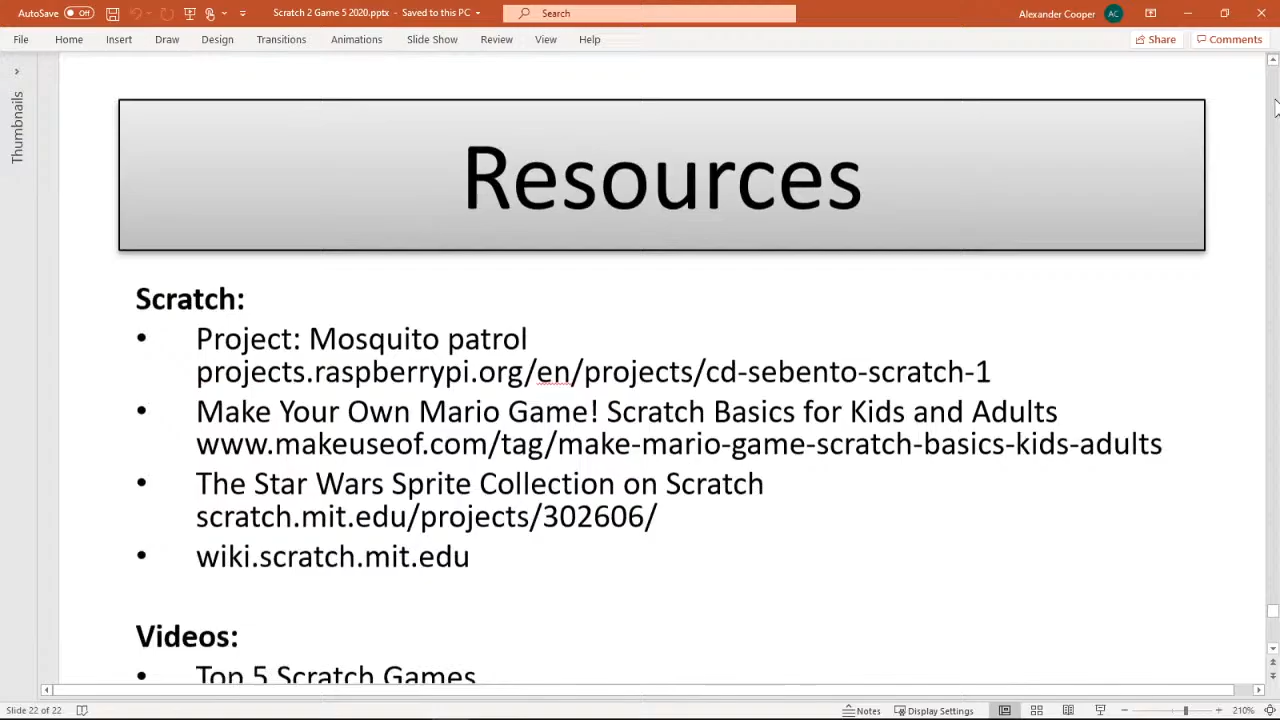 AutoSave Off Scratch 2 Game 5 2020.pptx - Saved to this PC Search Alexander Cooper AC
File Home Insert Draw Design Transitions Animations Slide Show Review View Help Share Comments
Thumbnails
Resources
Scratch:
• Project: Mosquito patrol
projects.raspberrypi.org/en/projects/cd-sebento-scratch-1
• Make Your Own Mario Game! Scratch Basics for Kids and Adults
www.makeuseof.com/tag/make-mario-game-scratch-basics-kids-adults
• The Star Wars Sprite Collection on Scratch
scratch.mit.edu/projects/302606/
• wiki.scratch.mit.edu
Videos:
• Top 5 Scratch Games
Slide 22 of 22 Notes Display Settings 210%